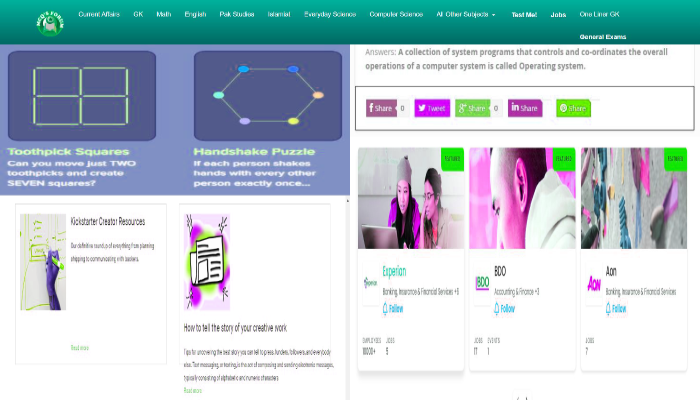 MCQ'S FORUM
Current Affairs GK Math English Pak Studies Islamiat Everyday Science Computer Science All Other Subjects Test Me! Jobs One Liner GK
General Exams
Toothpick Squares
Can you move just TWO
toothpicks and create
SEVEN squares?
Handshake Puzzle
If each person shakes
hands with every other
person exactly once...
Kickstarter Creator Resources
Our definitive roundup of everything from planning
shipping to communicating with backers.
Read more
How to tell the story of your creative work
Tips for uncovering the best story you can tell to press, funders, followers, and everybody
else. Text messaging, or texting, is the act of composing and sending electronic messages,
typically consisting of alphabetic and numeric characters
Read more
Answers: A collection of system programs that controls and co-ordinates the overall
operations of a computer system is called Operating system.
Share 0 Tweet Share 0 Share Share
FEATURED
Experian
Banking, Insurance & Financial Services +6
Follow
EMPLOYEES JOBS
10000+ 5
FEATURED
BDO
BDO
Accounting & Finance +3
Follow
JOBS EVENTS
17 1
FEATURED
Aon
Aon
Banking, Insurance & Financial Services
Follow
JOBS
7